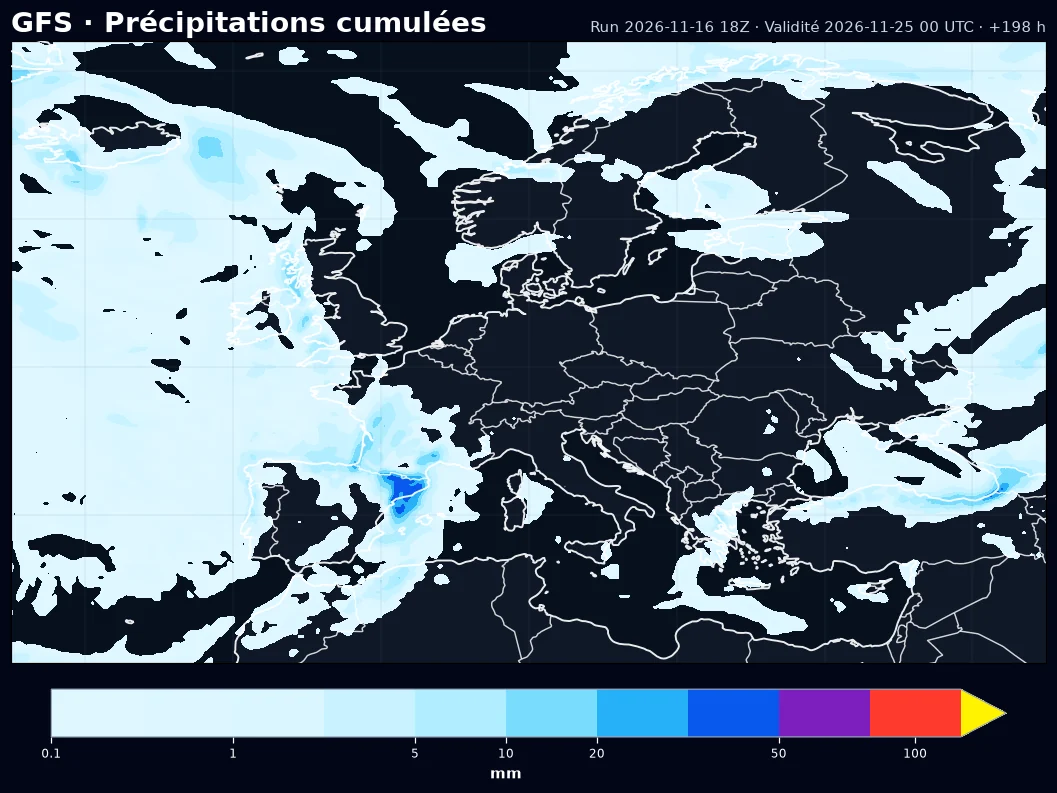 GFS · Précipitations cumulées
Run 2026-11-16 18Z · Validité 2026-11-25 00 UTC · +198 h
0.1 1 5 10 20 50 100
mm